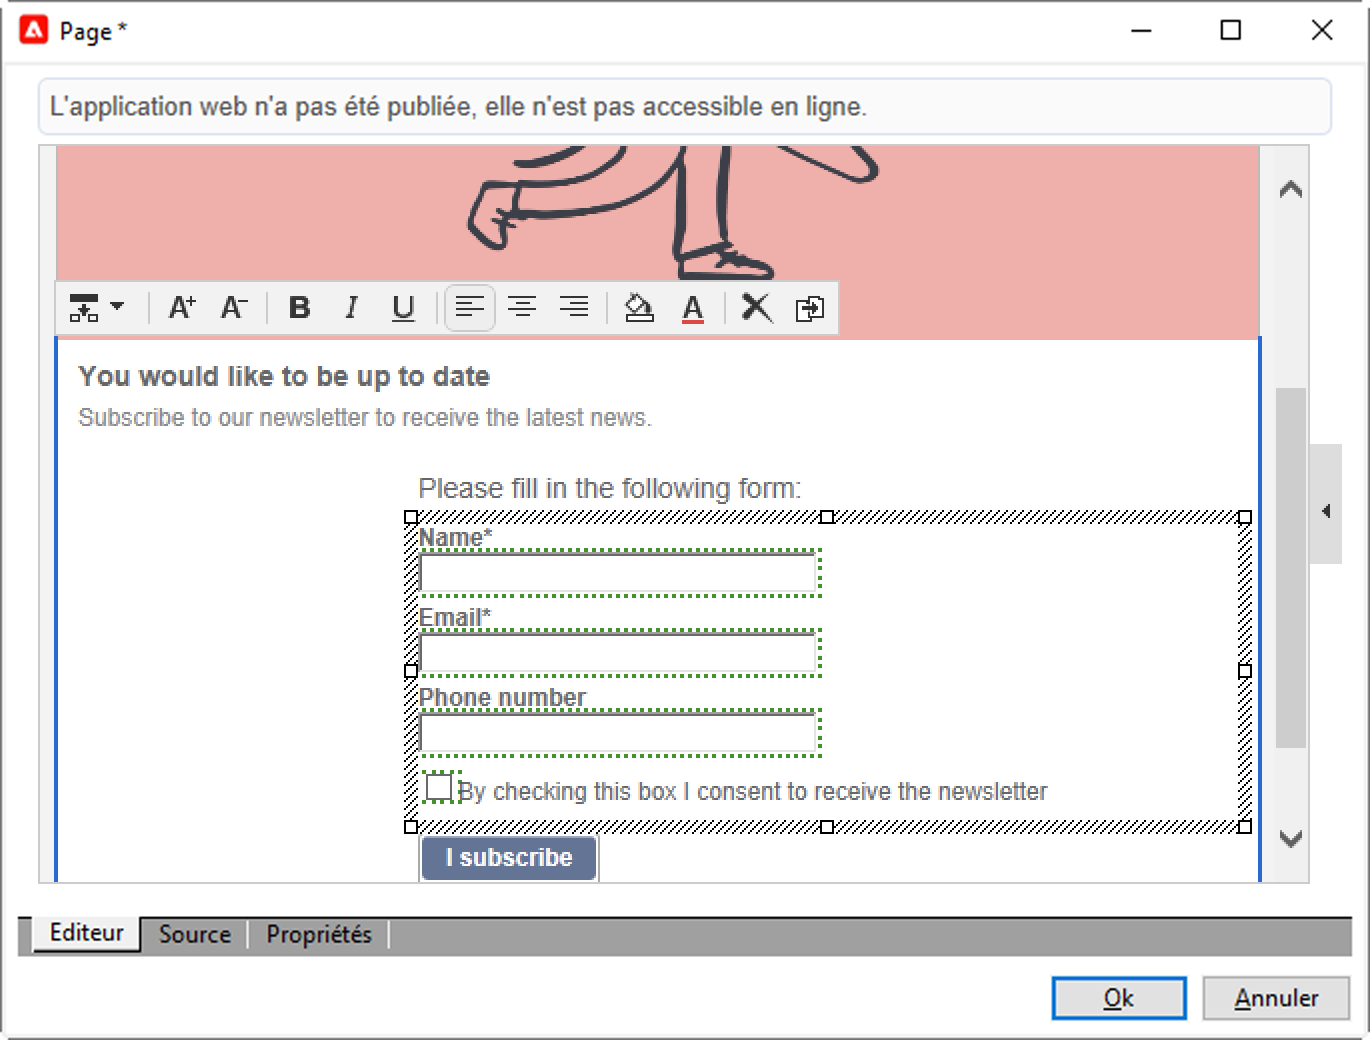 Page *
L'application web n'a pas été publiée, elle n'est pas accessible en ligne.
A+ A- B I U A
You would like to be up to date
Subscribe to our newsletter to receive the latest news.
Please fill in the following form:
Name*
Email*
Phone number
By checking this box I consent to receive the newsletter
I subscribe
Editeur Source Propriétés
Ok Annuler